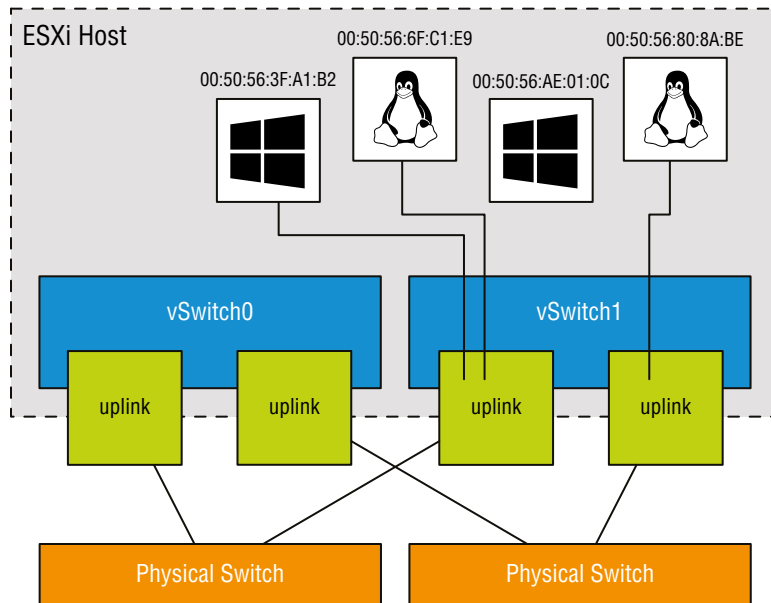 ESXi Host
00:50:56:6F:C1:E9
00:50:56:80:8A:BE
00:50:56:3F:A1:B2
00:50:56:AE:01:0C
vSwitch0
vSwitch1
uplink
uplink
uplink
uplink
Physical Switch
Physical Switch